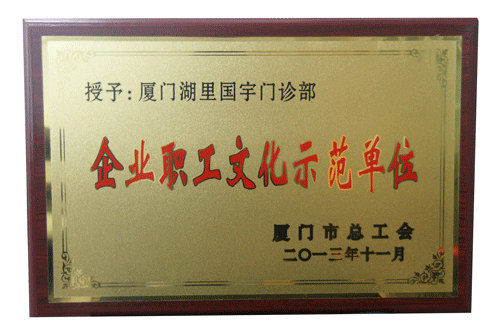 授予:厦门湖里国宇门诊部
企业职工文化示范单位
厦门市总工会
二〇一三年十一月